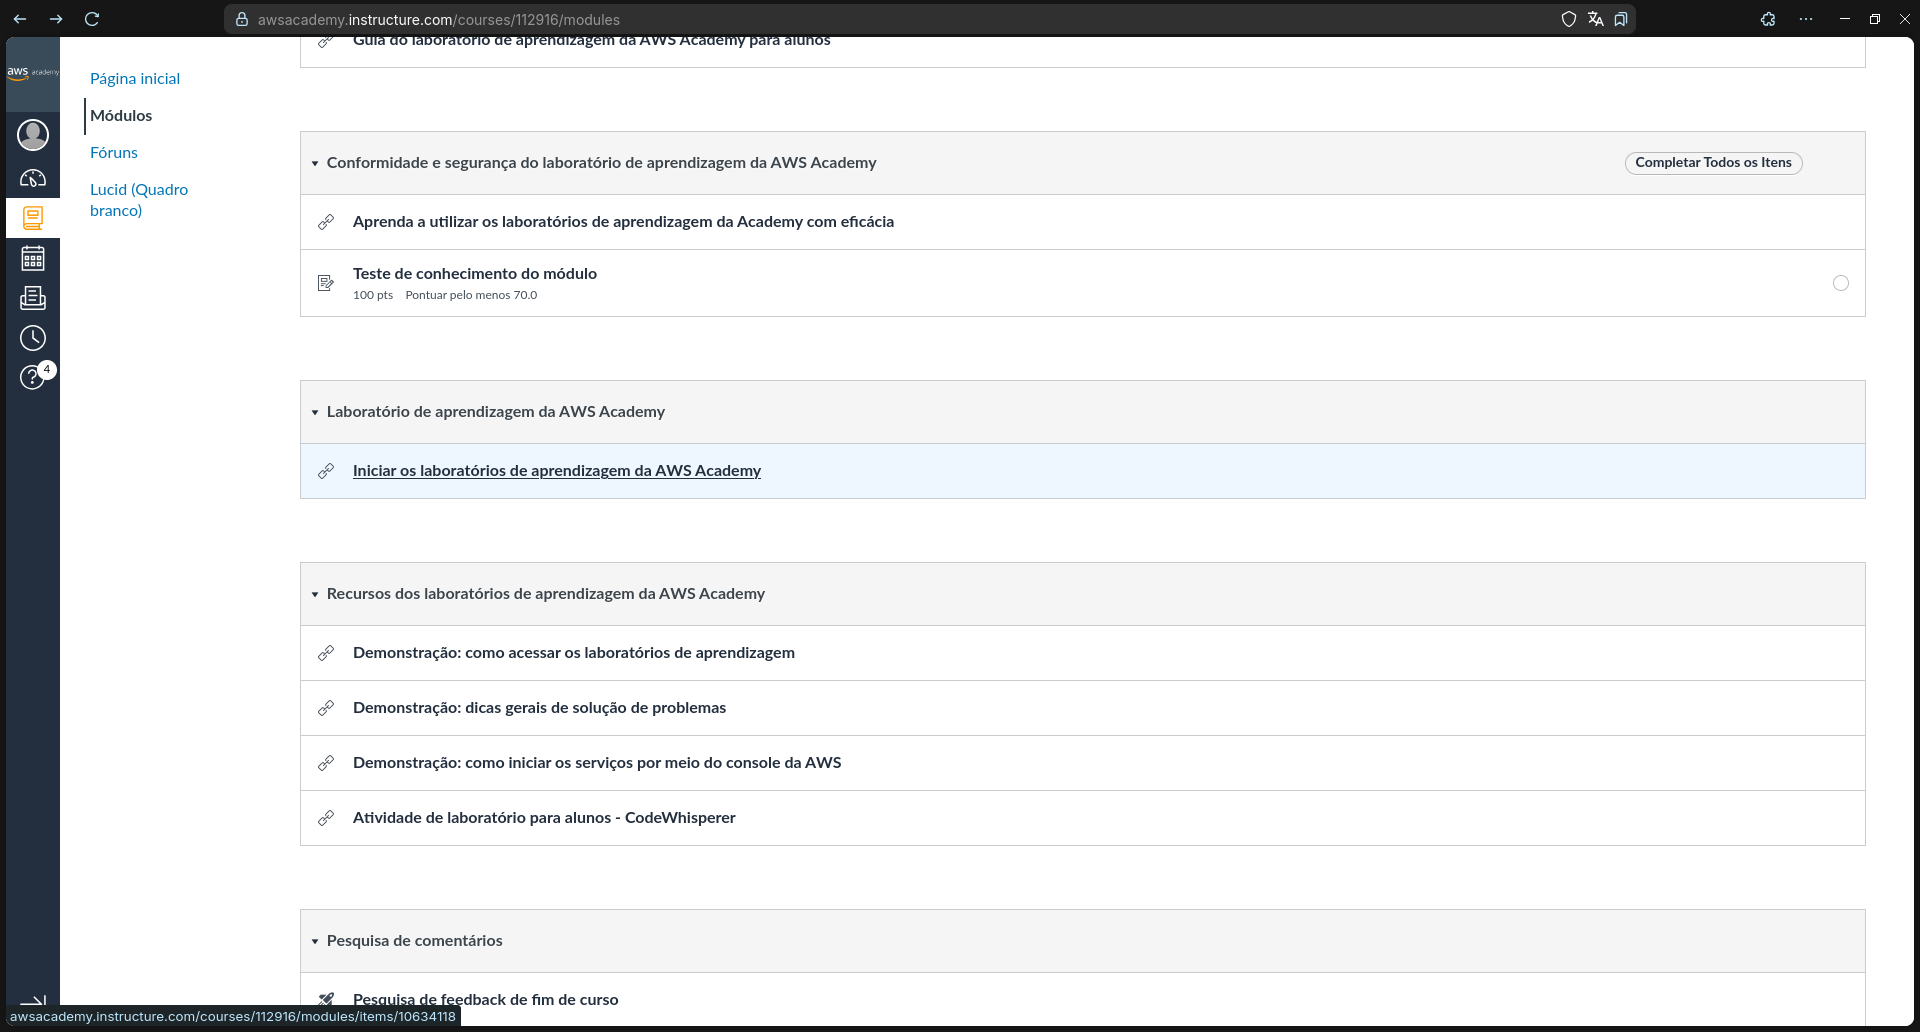 awsacademy.instructure.com/courses/112916/modules
aws academy
Página inicial
Módulos
Fóruns
Lucid (Quadro
branco)
4
Guia do laboratório de aprendizagem da AWS Academy para alunos
Conformidade e segurança do laboratório de aprendizagem da AWS Academy
Completar Todos os Itens
Aprenda a utilizar os laboratórios de aprendizagem da Academy com eficácia
Teste de conhecimento do módulo
100 pts Pontuar pelo menos 70.0
Laboratório de aprendizagem da AWS Academy
Iniciar os laboratórios de aprendizagem da AWS Academy
Recursos dos laboratórios de aprendizagem da AWS Academy
Demonstração: como acessar os laboratórios de aprendizagem
Demonstração: dicas gerais de solução de problemas
Demonstração: como iniciar os serviços por meio do console da AWS
Atividade de laboratório para alunos - CodeWhisperer
Pesquisa de comentários
Pesquisa de feedback de fim de curso
awsacademy.instructure.com/courses/112916/modules/items/10634118